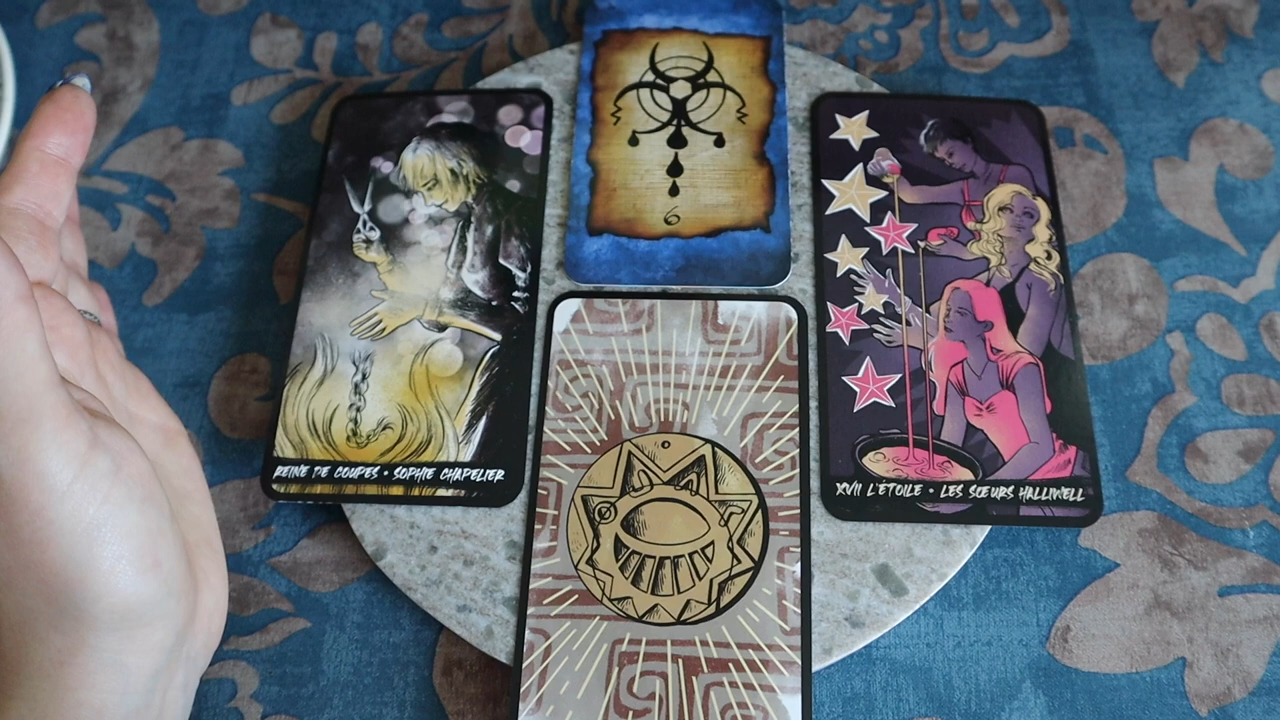 6
REINE DE COUPES • SOPHIE CHAPELIER
XVII L'ÉTOILE • LES SŒURS HALLIWELL